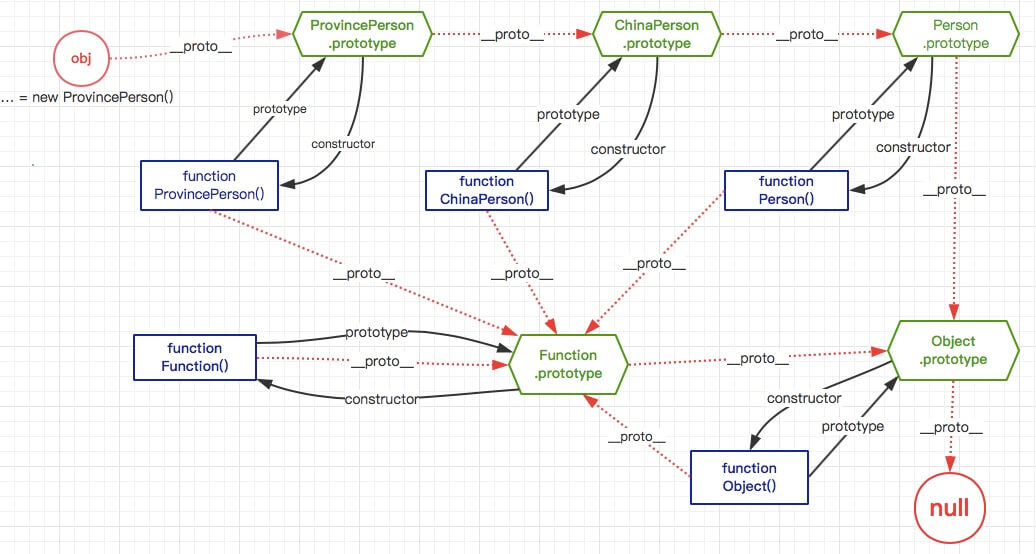 ProvincePerson
.prototype
ChinaPerson
.prototype
Person
.prototype
__proto__
__proto__
__proto__
obj
... = new ProvincePerson()
prototype
constructor
prototype
constructor
prototype
constructor
function
ProvincePerson()
function
ChinaPerson()
function
Person()
__proto__
__proto__
__proto__
__proto__
function
Function()
prototype
__proto__
constructor
Function
.prototype
__proto__
Object
.prototype
constructor
prototype
__proto__
__proto__
function
Object()
null